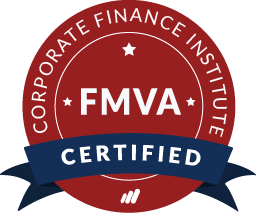 CORPORATE FINANCE INSTITUTE
FMVA
CERTIFIED